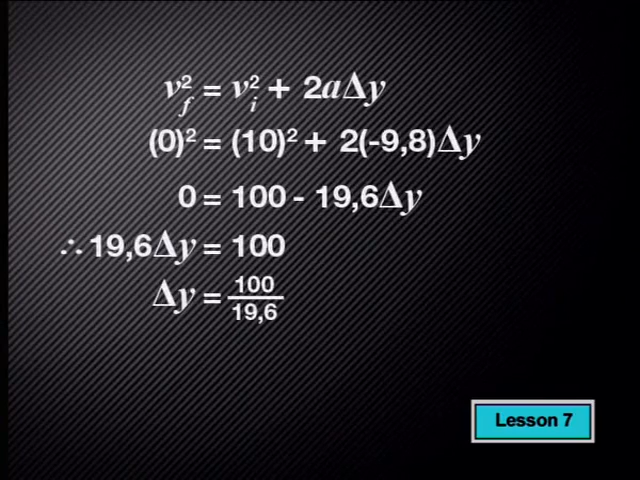 v_f² = v_i² + 2aΔy
(0)² = (10)² + 2(-9,8)Δy
0 = 100 - 19,6Δy
∴ 19,6Δy = 100
Δy = 100/19,6
Lesson 7